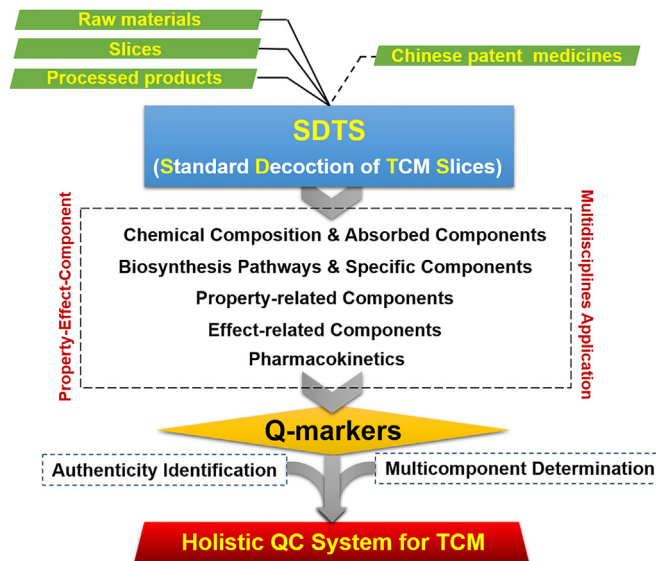 Raw materials
Slices
Processed products
Chinese patent medicines
SDTS
(Standard Decoction of TCM Slices)
Property-Effect-Component
Chemical Composition & Absorbed Components
Biosynthesis Pathways & Specific Components
Property-related Components
Effect-related Components
Pharmacokinetics
Multidisciplines Application
Q-markers
Authenticity Identification
Multicomponent Determination
Holistic QC System for TCM